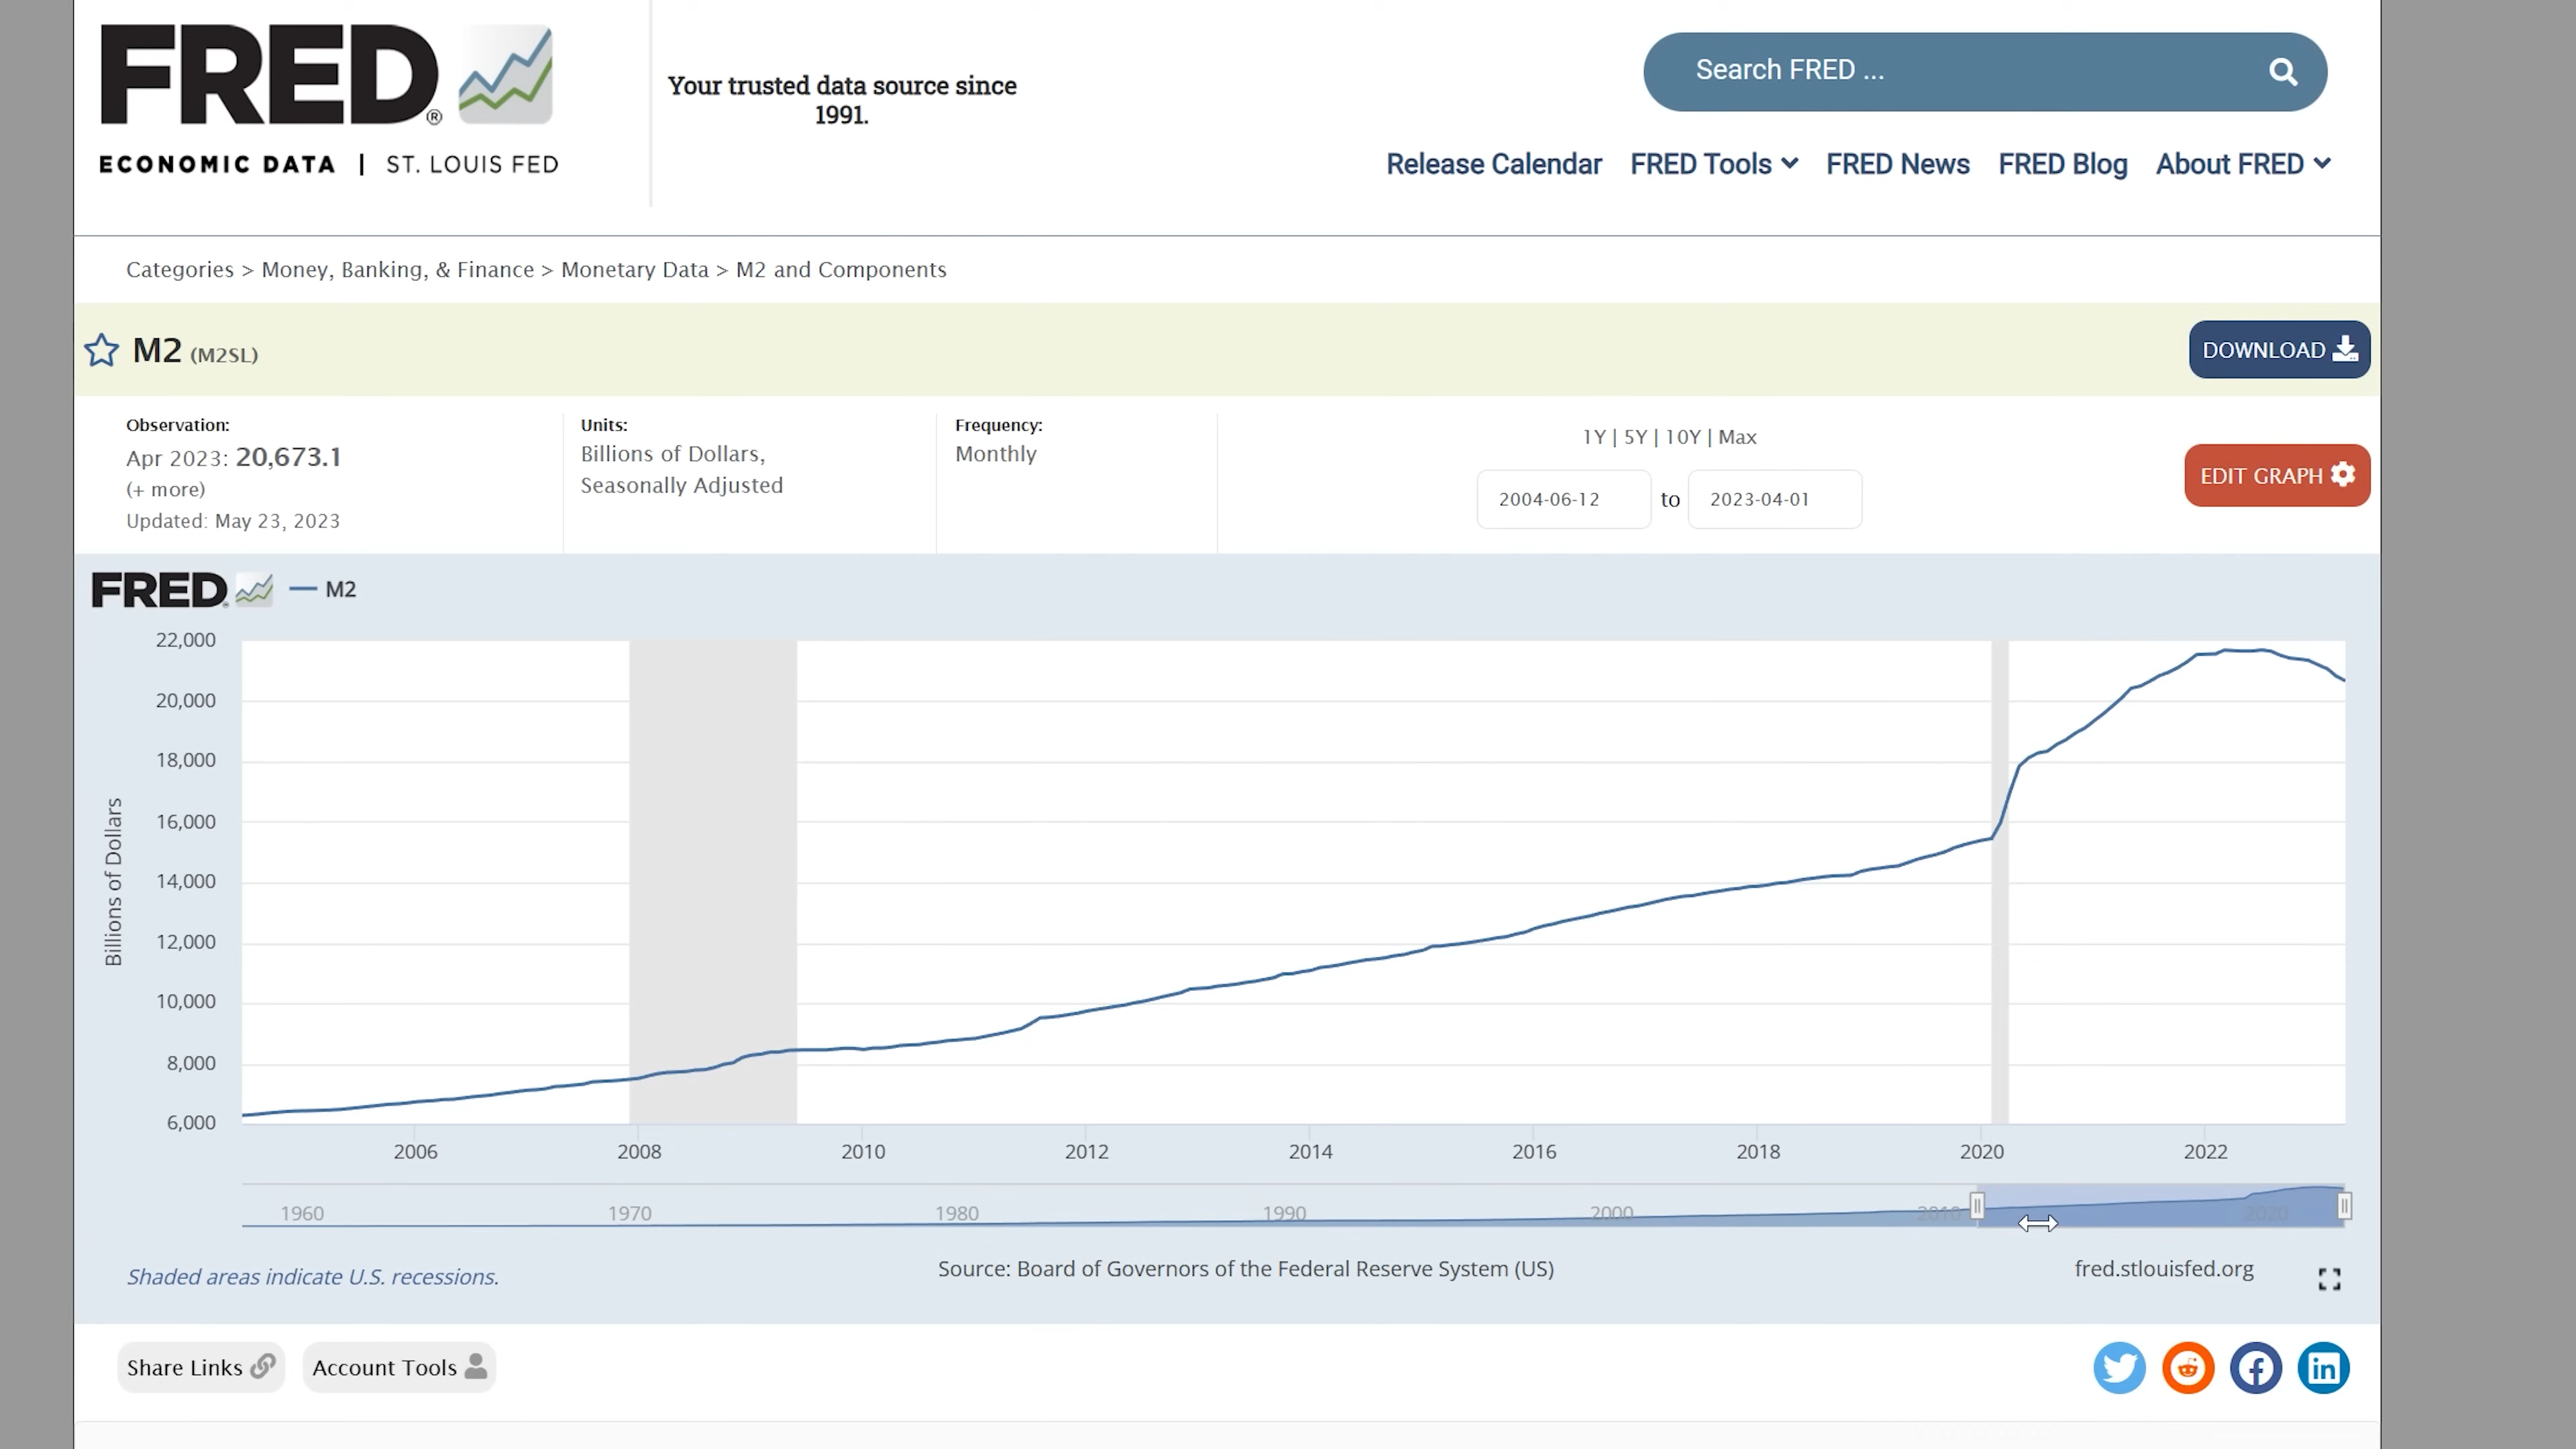 FRED®
ECONOMIC DATA | ST. LOUIS FED
Your trusted data source since
1991.
Search FRED ...
Release Calendar FRED Tools FRED News FRED Blog About FRED
Categories > Money, Banking, & Finance > Monetary Data > M2 and Components
M2 (M2SL)
DOWNLOAD
Observation:
Apr 2023: 20,673.1
(+ more)
Updated: May 23, 2023
Units:
Billions of Dollars,
Seasonally Adjusted
Frequency:
Monthly
1Y | 5Y | 10Y | Max
2004-06-12 to 2023-04-01
EDIT GRAPH
FRED M2
Billions of Dollars
22,000
20,000
18,000
16,000
14,000
12,000
10,000
8,000
6,000
2006 2008 2010 2012 2014 2016 2018 2020 2022
1960 1970 1980 1990 2000 2010 2020
Shaded areas indicate U.S. recessions.
Source: Board of Governors of the Federal Reserve System (US)
fred.stlouisfed.org
Share Links Account Tools
f in